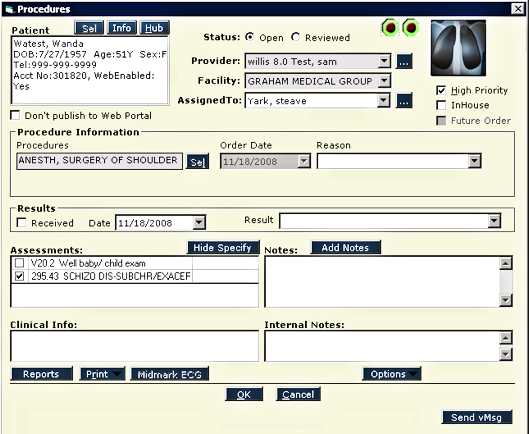 Procedures
Patient
Sel
Info
Hub
Watest, Wanda
DOB:7/27/1957 Age:51Y Sex:F
Tel:999-999-9999
Acct No:301820, WebEnabled:
Yes
Don't publish to Web Portal
Status: Open Reviewed
Provider: willis 8.0 Test, sam ...
Facility: GRAHAM MEDICAL GROUP
AssignedTo: Yark, steave ...
High Priority
InHouse
Future Order
Procedure Information
Procedures
Order Date
Reason
ANESTH, SURGERY OF SHOULDER Sel 11/18/2008
Results
Received Date 11/18/2008 Result
Assessments: Hide Specify
V20.2 Well baby/ child exam
295.43 SCHIZO DIS-SUBCHR/EXACEF
Notes: Add Notes
Clinical Info:
Internal Notes:
Reports Print Midmark ECG Options
OK Cancel
Send vMsg